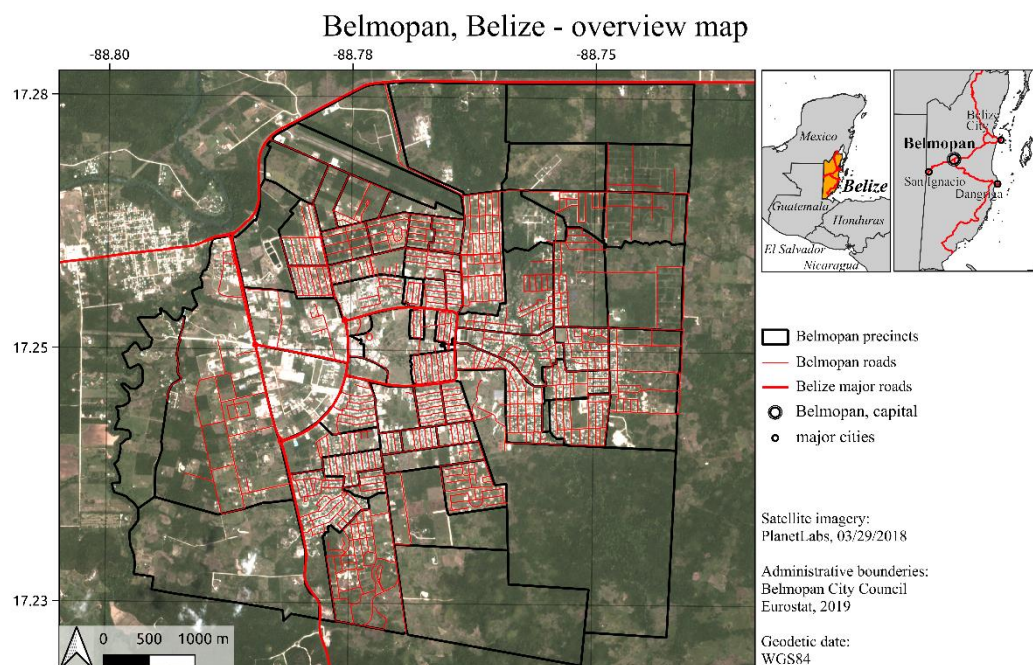 Belmopan, Belize - overview map
-88.80 -88.78 -88.75
17.28
17.25
17.23
0 500 1000 m
Mexico
Belize
Guatemala
Honduras
El Salvador
Nicaragua
Belize
City
Belmopan
San Ignacio
Dangriga
Belmopan precincts
Belmopan roads
Belize major roads
Belmopan, capital
major cities
Satellite imagery:
PlanetLabs, 03/29/2018
Administrative bounderies:
Belmopan City Council
Eurostat, 2019
Geodetic date:
WGS84